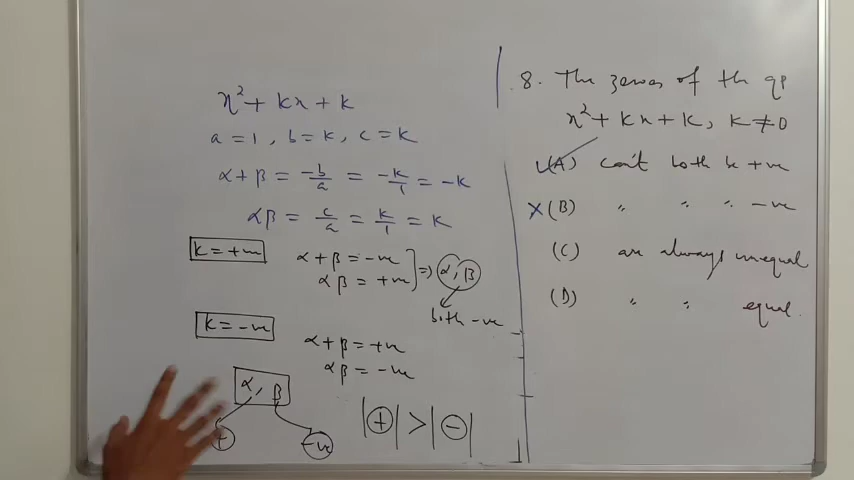 x² + kx + k
a = 1, b = k, c = k
α + β = -b/a = -k/1 = -k
αβ = c/a = k/1 = k
k = +ve
α + β = -ve
αβ = +ve
⇒ α, β
both -ve
k = -ve
α + β = +ve
αβ = -ve
α, β
+
-ve
|+| > |-|
8. The zeroes of the qp
x² + kx + k, k ≠ 0
(A) can't both be +ve
(B) " " " -ve
(C) are always unequal
(D) " " equal.